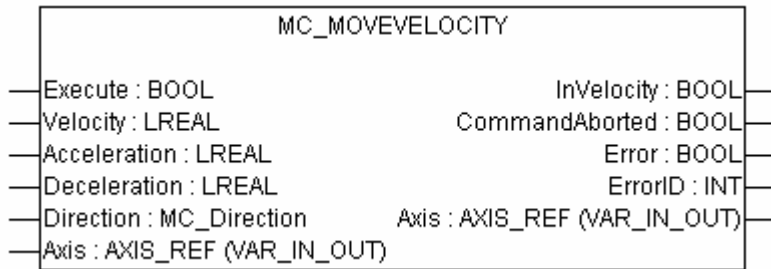 MC_MOVEVELOCITY
Execute : BOOL InVelocity : BOOL
Velocity : LREAL CommandAborted : BOOL
Acceleration : LREAL Error : BOOL
Deceleration : LREAL ErrorID : INT
Direction : MC_Direction Axis : AXIS_REF (VAR_IN_OUT)
Axis : AXIS_REF (VAR_IN_OUT)